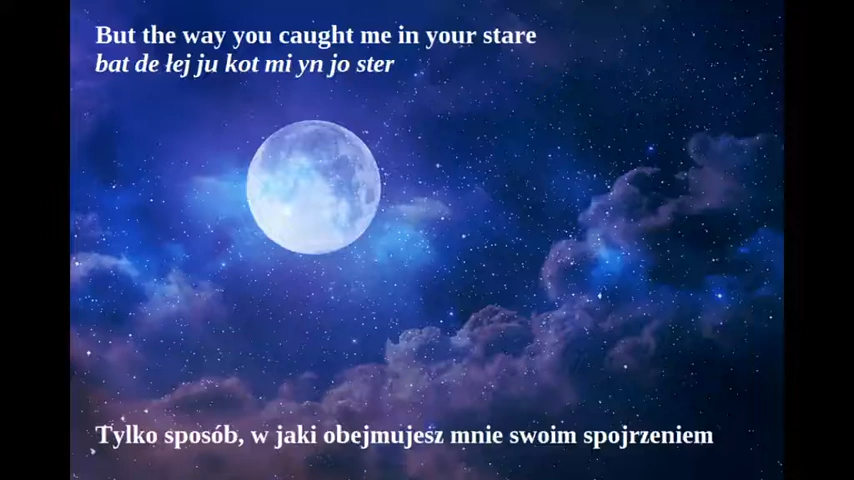 But the way you caught me in your stare
bat de łej ju kot mi yn jo ster
Tylko sposób, w jaki obejmujesz mnie swoim spojrzeniem